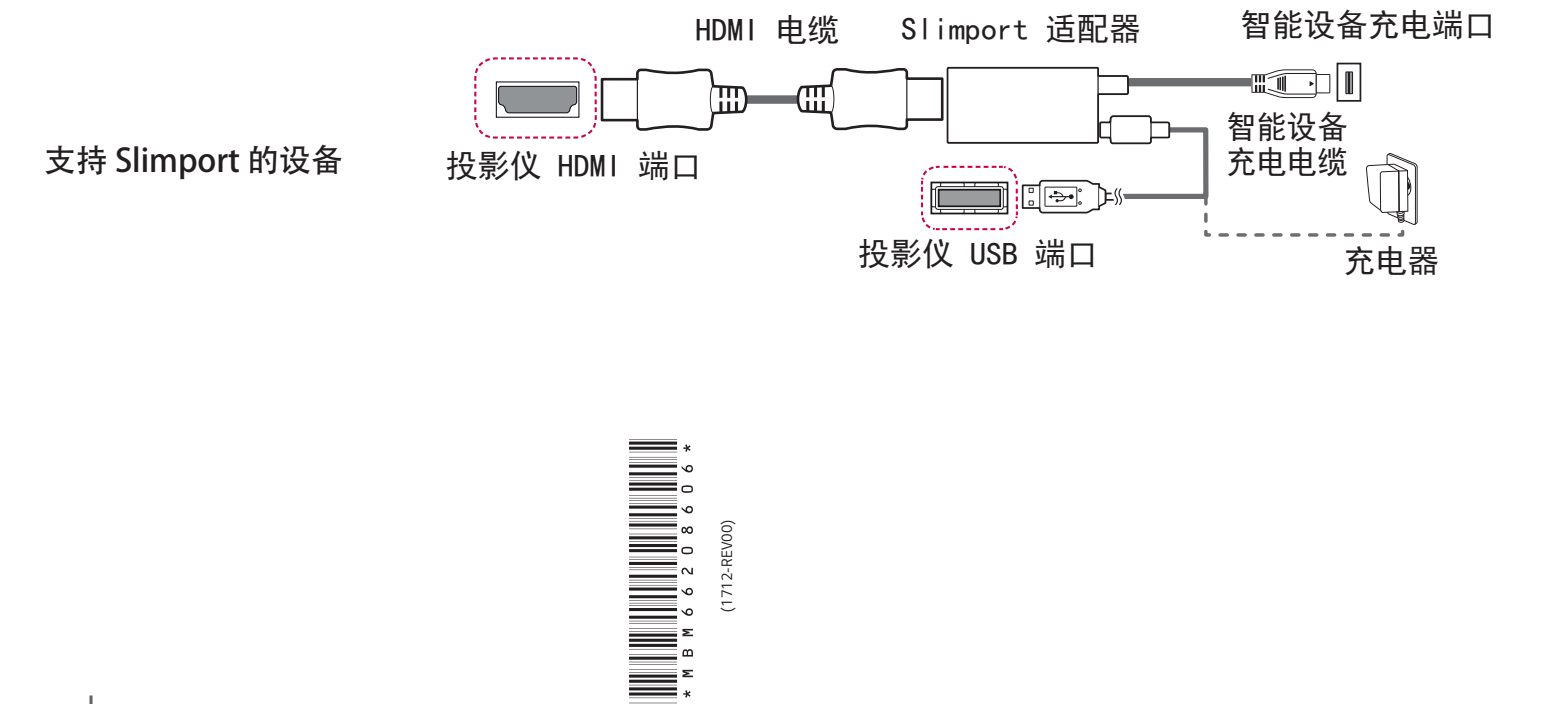 HDMI 电缆
Slimport 适配器
智能设备充电端口
支持 Slimport 的设备
投影仪 HDMI 端口
智能设备
充电电缆
投影仪 USB 端口
充电器
*MBM66208606*
(1712-REV00)